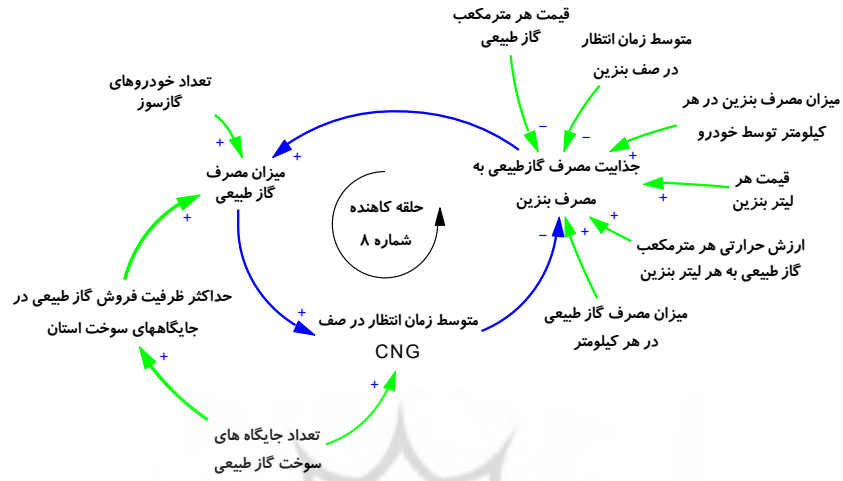 قیمت هر مترمکعب
گاز طبیعی
متوسط زمان انتظار
در صف بنزین
تعداد خودروهای
گازسوز
میزان مصرف بنزین در هر
کیلومتر توسط خودرو
جذابیت مصرف گازطبیعی به
مصرف بنزین
قیمت هر
لیتر بنزین
میزان مصرف
گاز طبیعی
حلقه کاهنده
شماره ۸
ارزش حرارتی هر مترمکعب
گاز طبیعی به هر لیتر بنزین
حداکثر ظرفیت فروش گاز طبیعی در
جایگاههای سوخت استان
میزان مصرف گاز طبیعی
در هر کیلومتر
متوسط زمان انتظار در صف
CNG
تعداد جایگاه های
سوخت گاز طبیعی
+
+
+
+
+
+
+
+
+
+
+
−
−
−